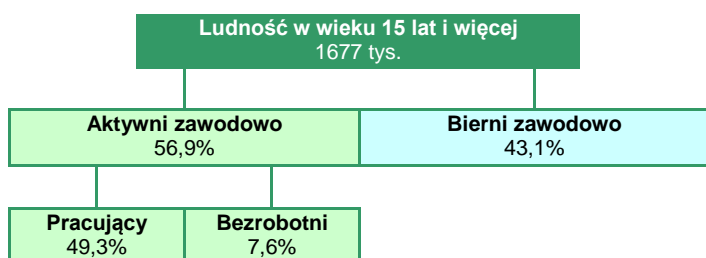 Ludność w wieku 15 lat i więcej
1677 tys.
Aktywni zawodowo
56,9%
Bierni zawodowo
43,1%
Pracujący
49,3%
Bezrobotni
7,6%